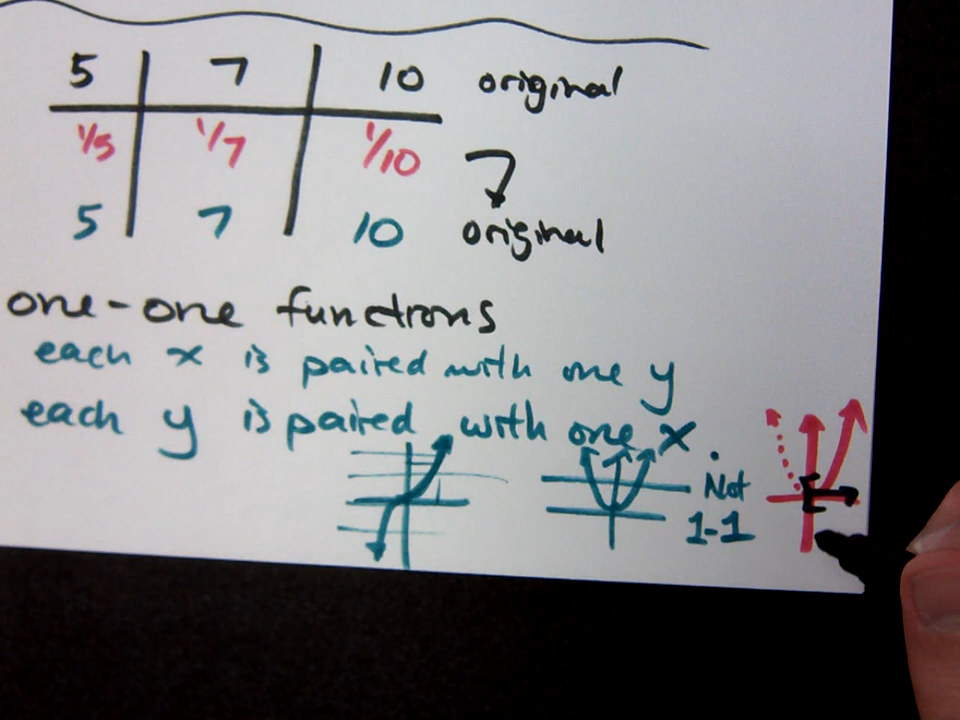 5 7 10 original
1/5 1/7 1/10
5 7 10 original
one-one functions
each x is paired with one y
each y is paired with one x.
Not
1-1